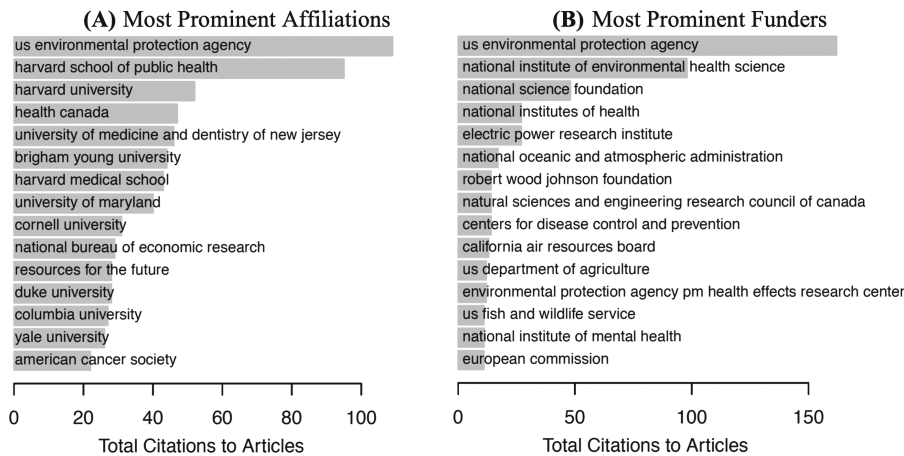 (A) Most Prominent Affiliations
us environmental protection agency
harvard school of public health
harvard university
health canada
university of medicine and dentistry of new jersey
brigham young university
harvard medical school
university of maryland
cornell university
national bureau of economic research
resources for the future
duke university
columbia university
yale university
american cancer society
0 20 40 60 80 100
Total Citations to Articles
(B) Most Prominent Funders
us environmental protection agency
national institute of environmental health science
national science foundation
national institutes of health
electric power research institute
national oceanic and atmospheric administration
robert wood johnson foundation
natural sciences and engineering research council of canada
centers for disease control and prevention
california air resources board
us department of agriculture
environmental protection agency pm health effects research center
us fish and wildlife service
national institute of mental health
european commission
0 50 100 150
Total Citations to Articles